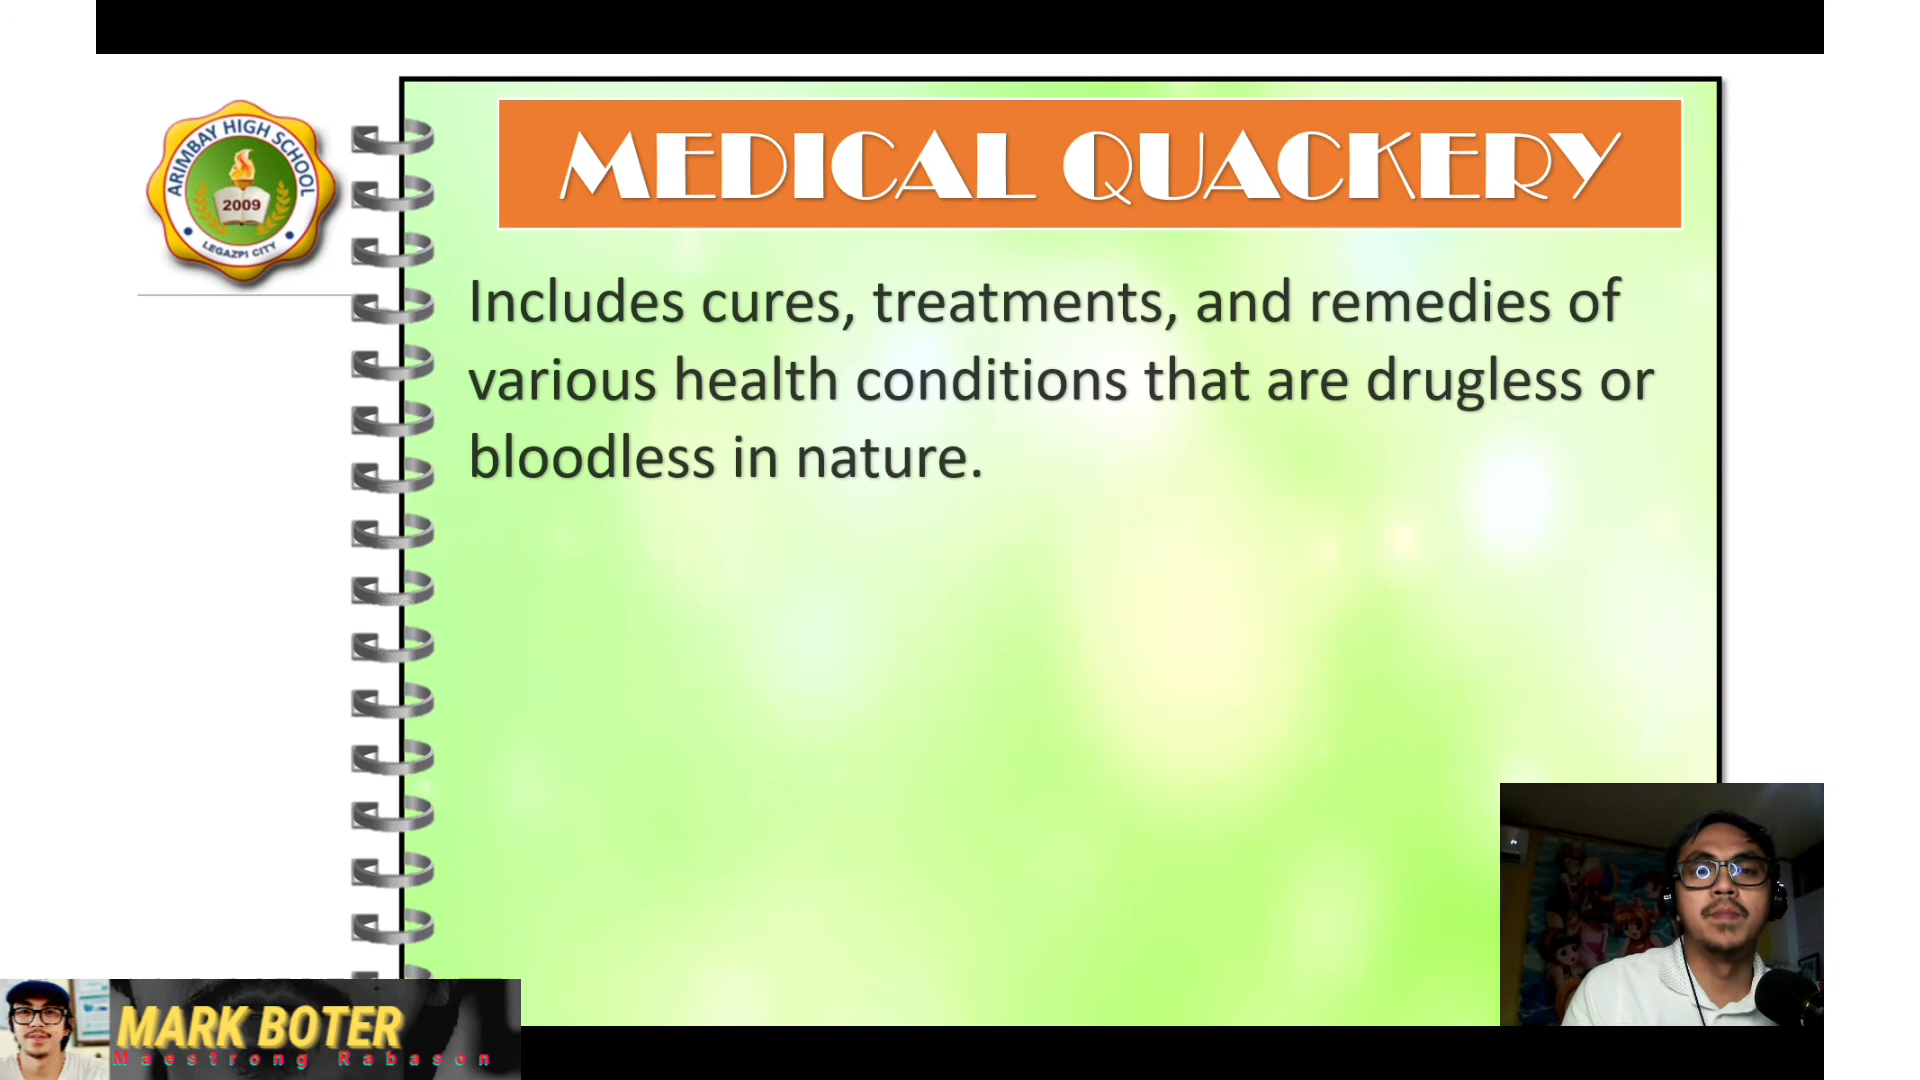 MEDICAL QUACKERY
ARIMBAY HIGH SCHOOL
2009
LEGAZPI CITY
Includes cures, treatments, and remedies of
various health conditions that are drugless or
bloodless in nature.
MARK BOTER
Maestrong Rabason